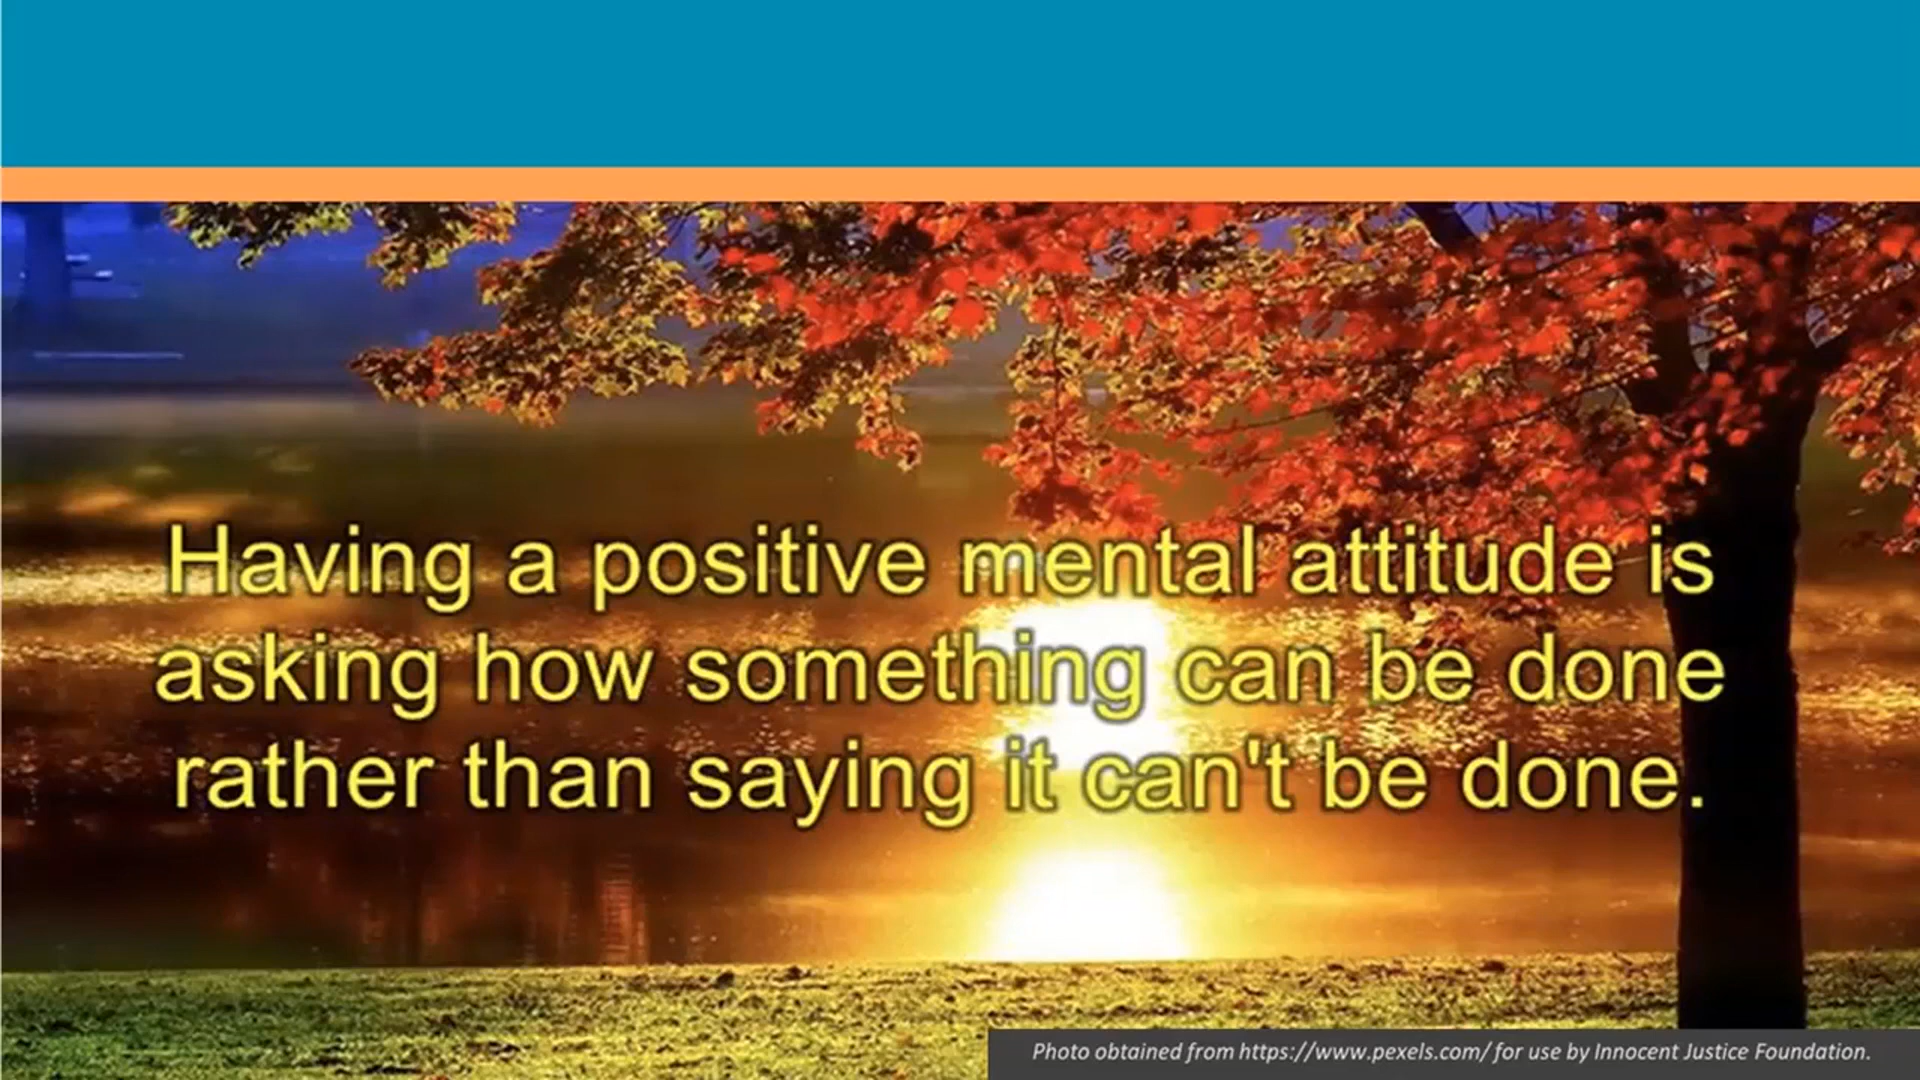 Having a positive mental attitude is
asking how something can be done
rather than saying it can't be done.
Photo obtained from https://www.pexels.com/ for use by Innocent Justice Foundation.